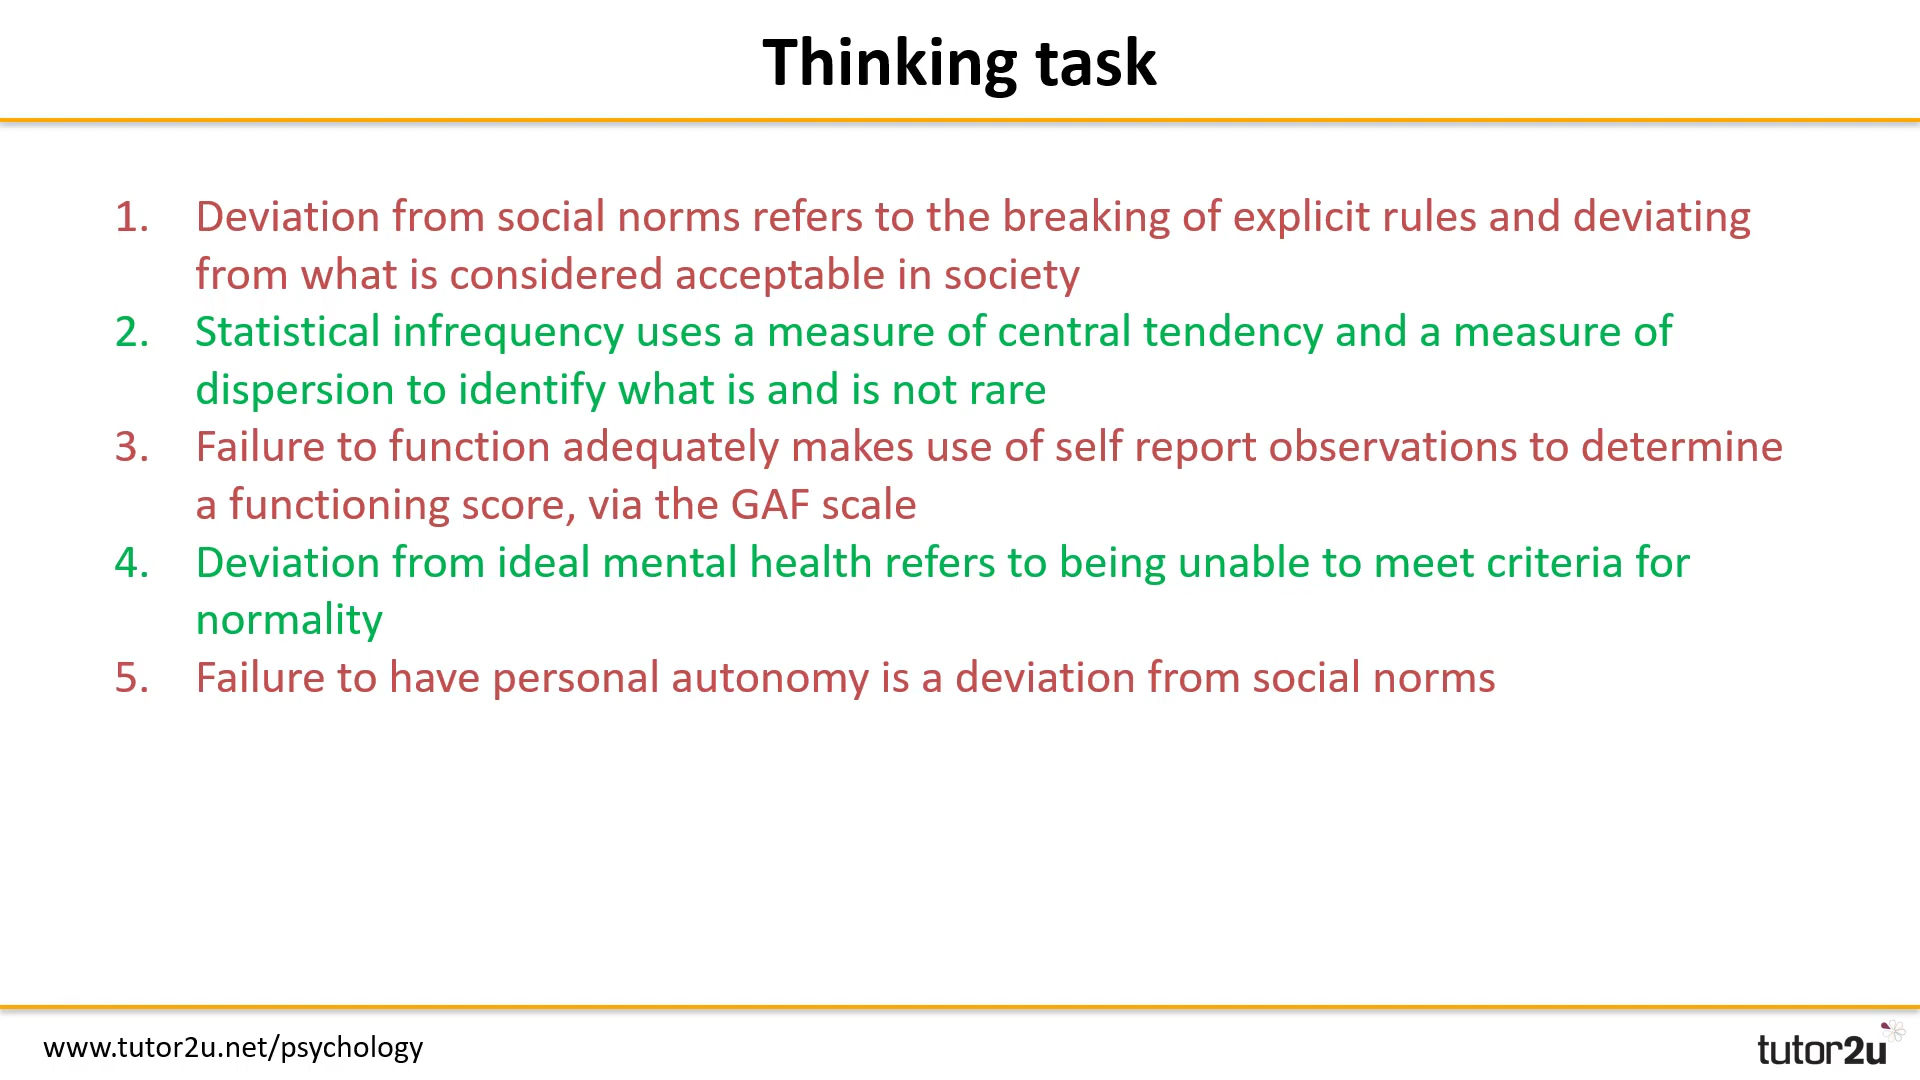 Thinking task
1. Deviation from social norms refers to the breaking of explicit rules and deviating
from what is considered acceptable in society
2. Statistical infrequency uses a measure of central tendency and a measure of
dispersion to identify what is and is not rare
3. Failure to function adequately makes use of self report observations to determine
a functioning score, via the GAF scale
4. Deviation from ideal mental health refers to being unable to meet criteria for
normality
5. Failure to have personal autonomy is a deviation from social norms
www.tutor2u.net/psychology
tutor2u